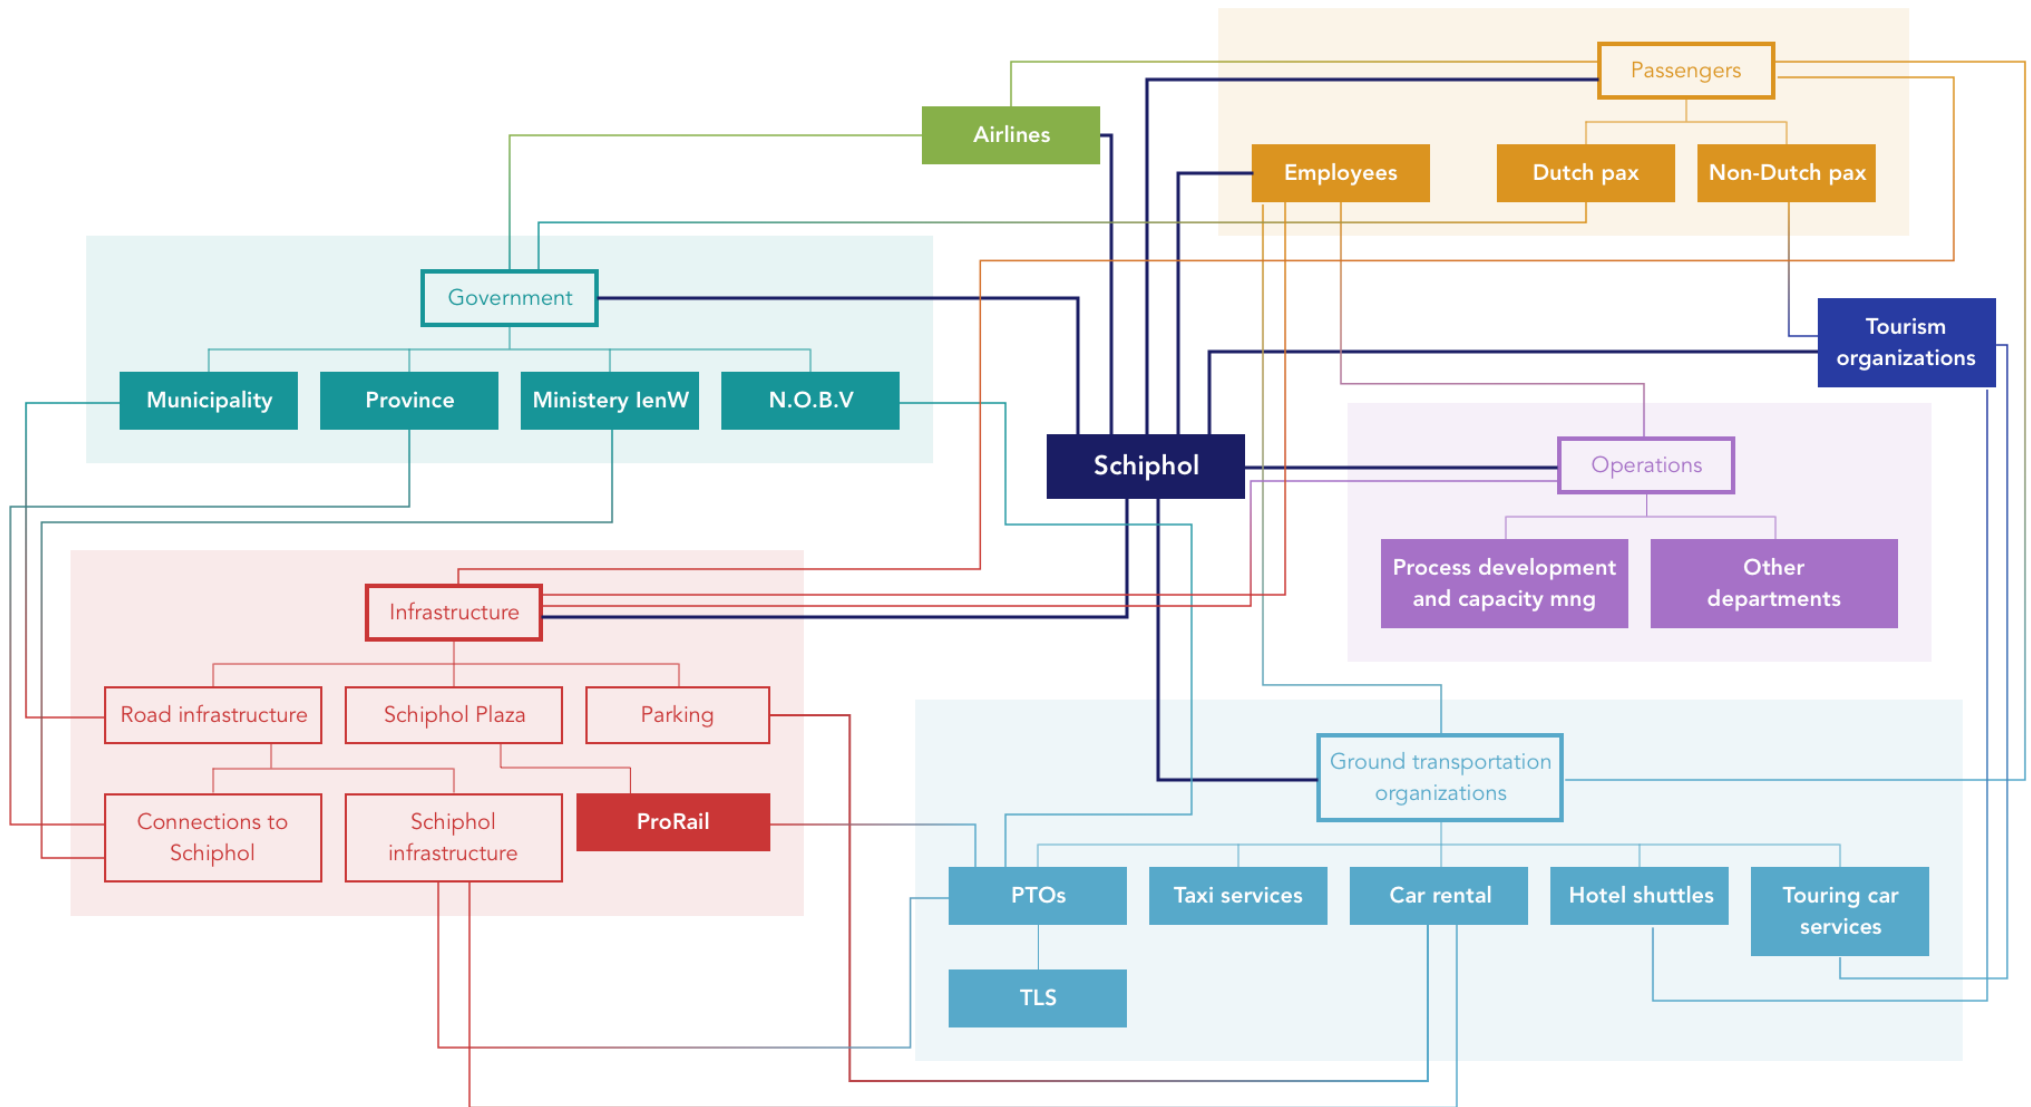 Passengers
Airlines
Employees
Dutch pax
Non-Dutch pax
Government
Tourism
organizations
Municipality
Province
Ministery IenW
N.O.B.V
Schiphol
Operations
Process development
and capacity mng
Other
departments
Infrastructure
Road infrastructure
Schiphol Plaza
Parking
Connections to
Schiphol
Schiphol
infrastructure
ProRail
Ground transportation
organizations
PTOs
Taxi services
Car rental
Hotel shuttles
Touring car
services
TLS